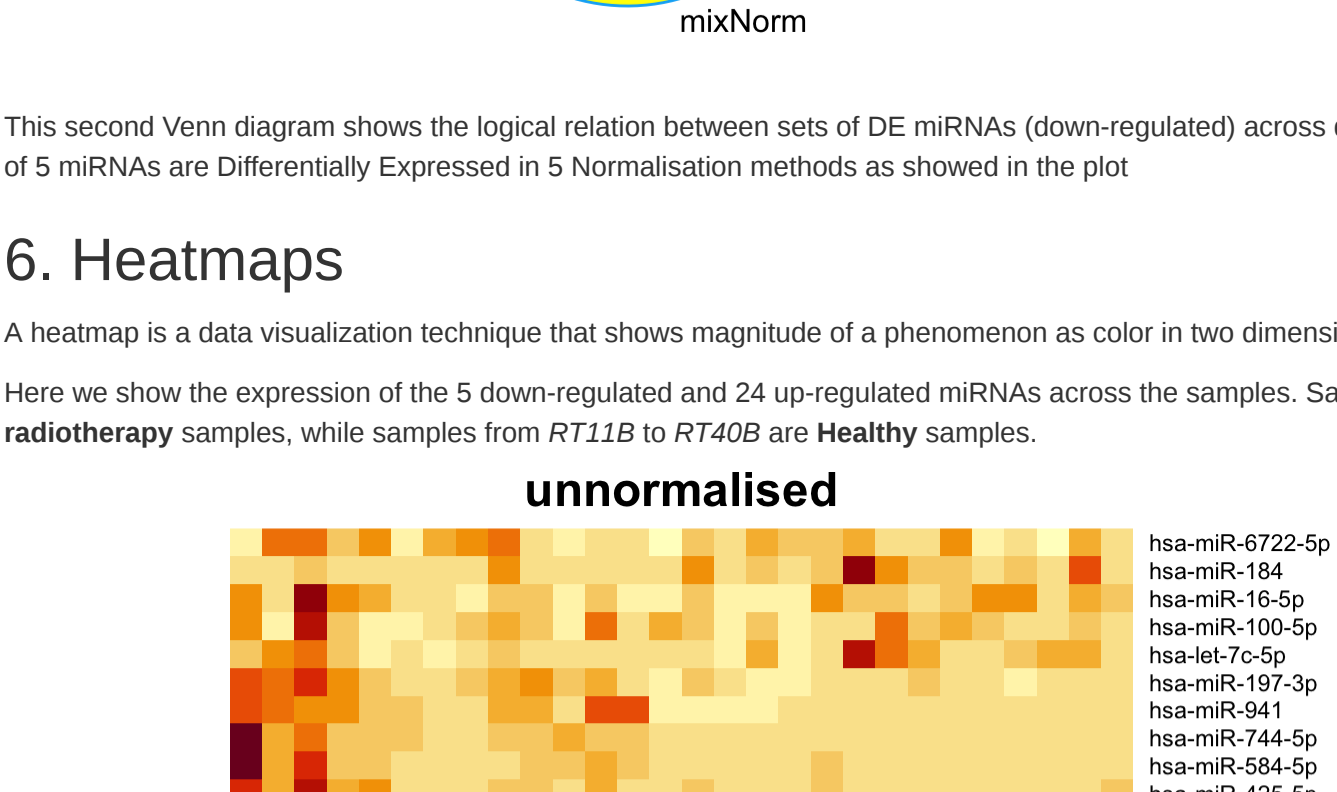 mixNorm
This second Venn diagram shows the logical relation between sets of DE miRNAs (down-regulated) across
of 5 miRNAs are Differentially Expressed in 5 Normalisation methods as showed in the plot
6. Heatmaps
A heatmap is a data visualization technique that shows magnitude of a phenomenon as color in two
Here we show the expression of the 5 down-regulated and 24 up-regulated miRNAs across the samples.
radiotherapy samples, while samples from RT11B to RT40B are Healthy samples.
unnormalised
hsa-miR-6722-5p
hsa-miR-184
hsa-miR-16-5p
hsa-miR-100-5p
hsa-let-7c-5p
hsa-miR-197-3p
hsa-miR-941
hsa-miR-744-5p
hsa-miR-584-5p